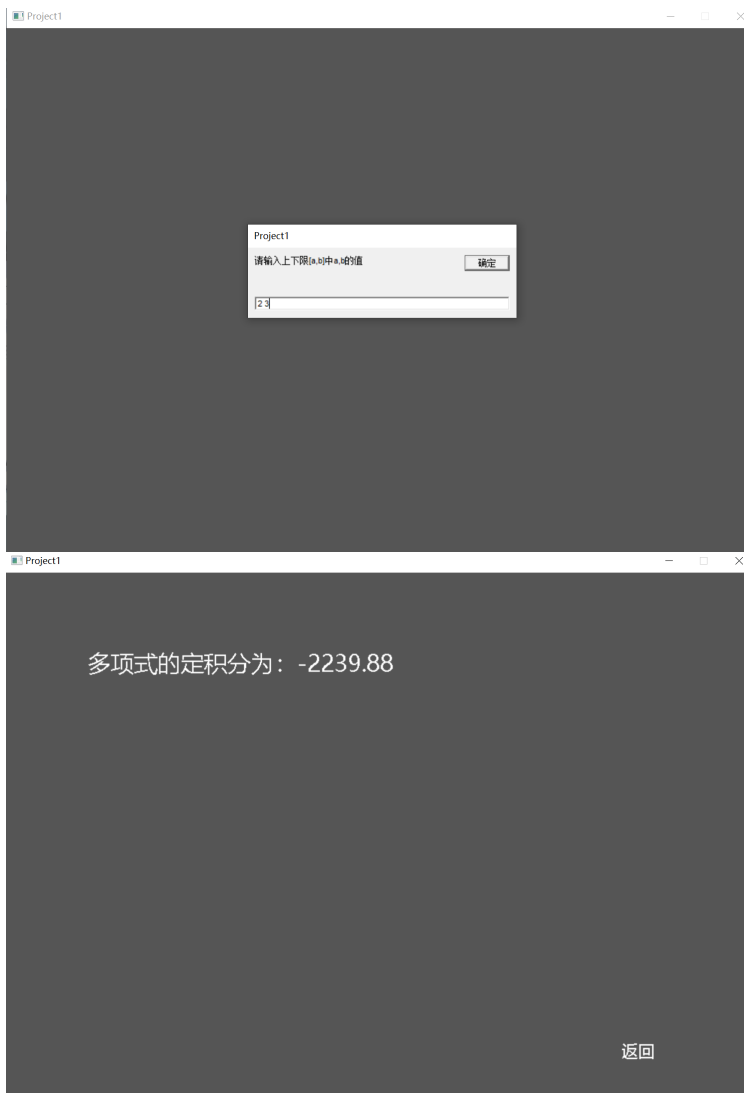 Project1
Project1
请输入上下限[a,b]中a,b的值
确定
2 3
Project1
多项式的定积分为：-2239.88
返回